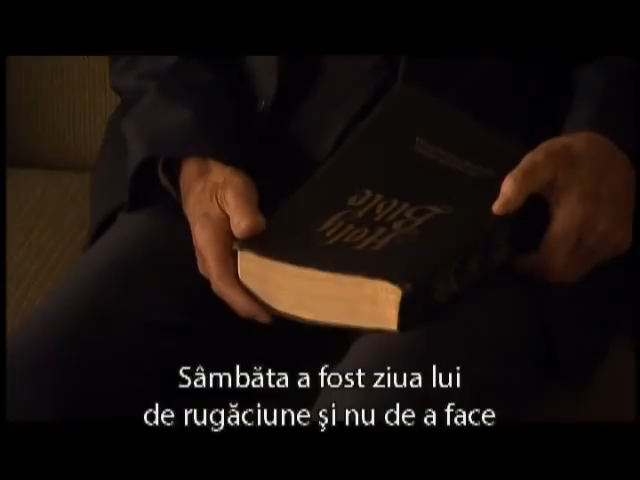 Holy
Bible
Sâmbăta a fost ziua lui
de rugăciune şi nu de a face